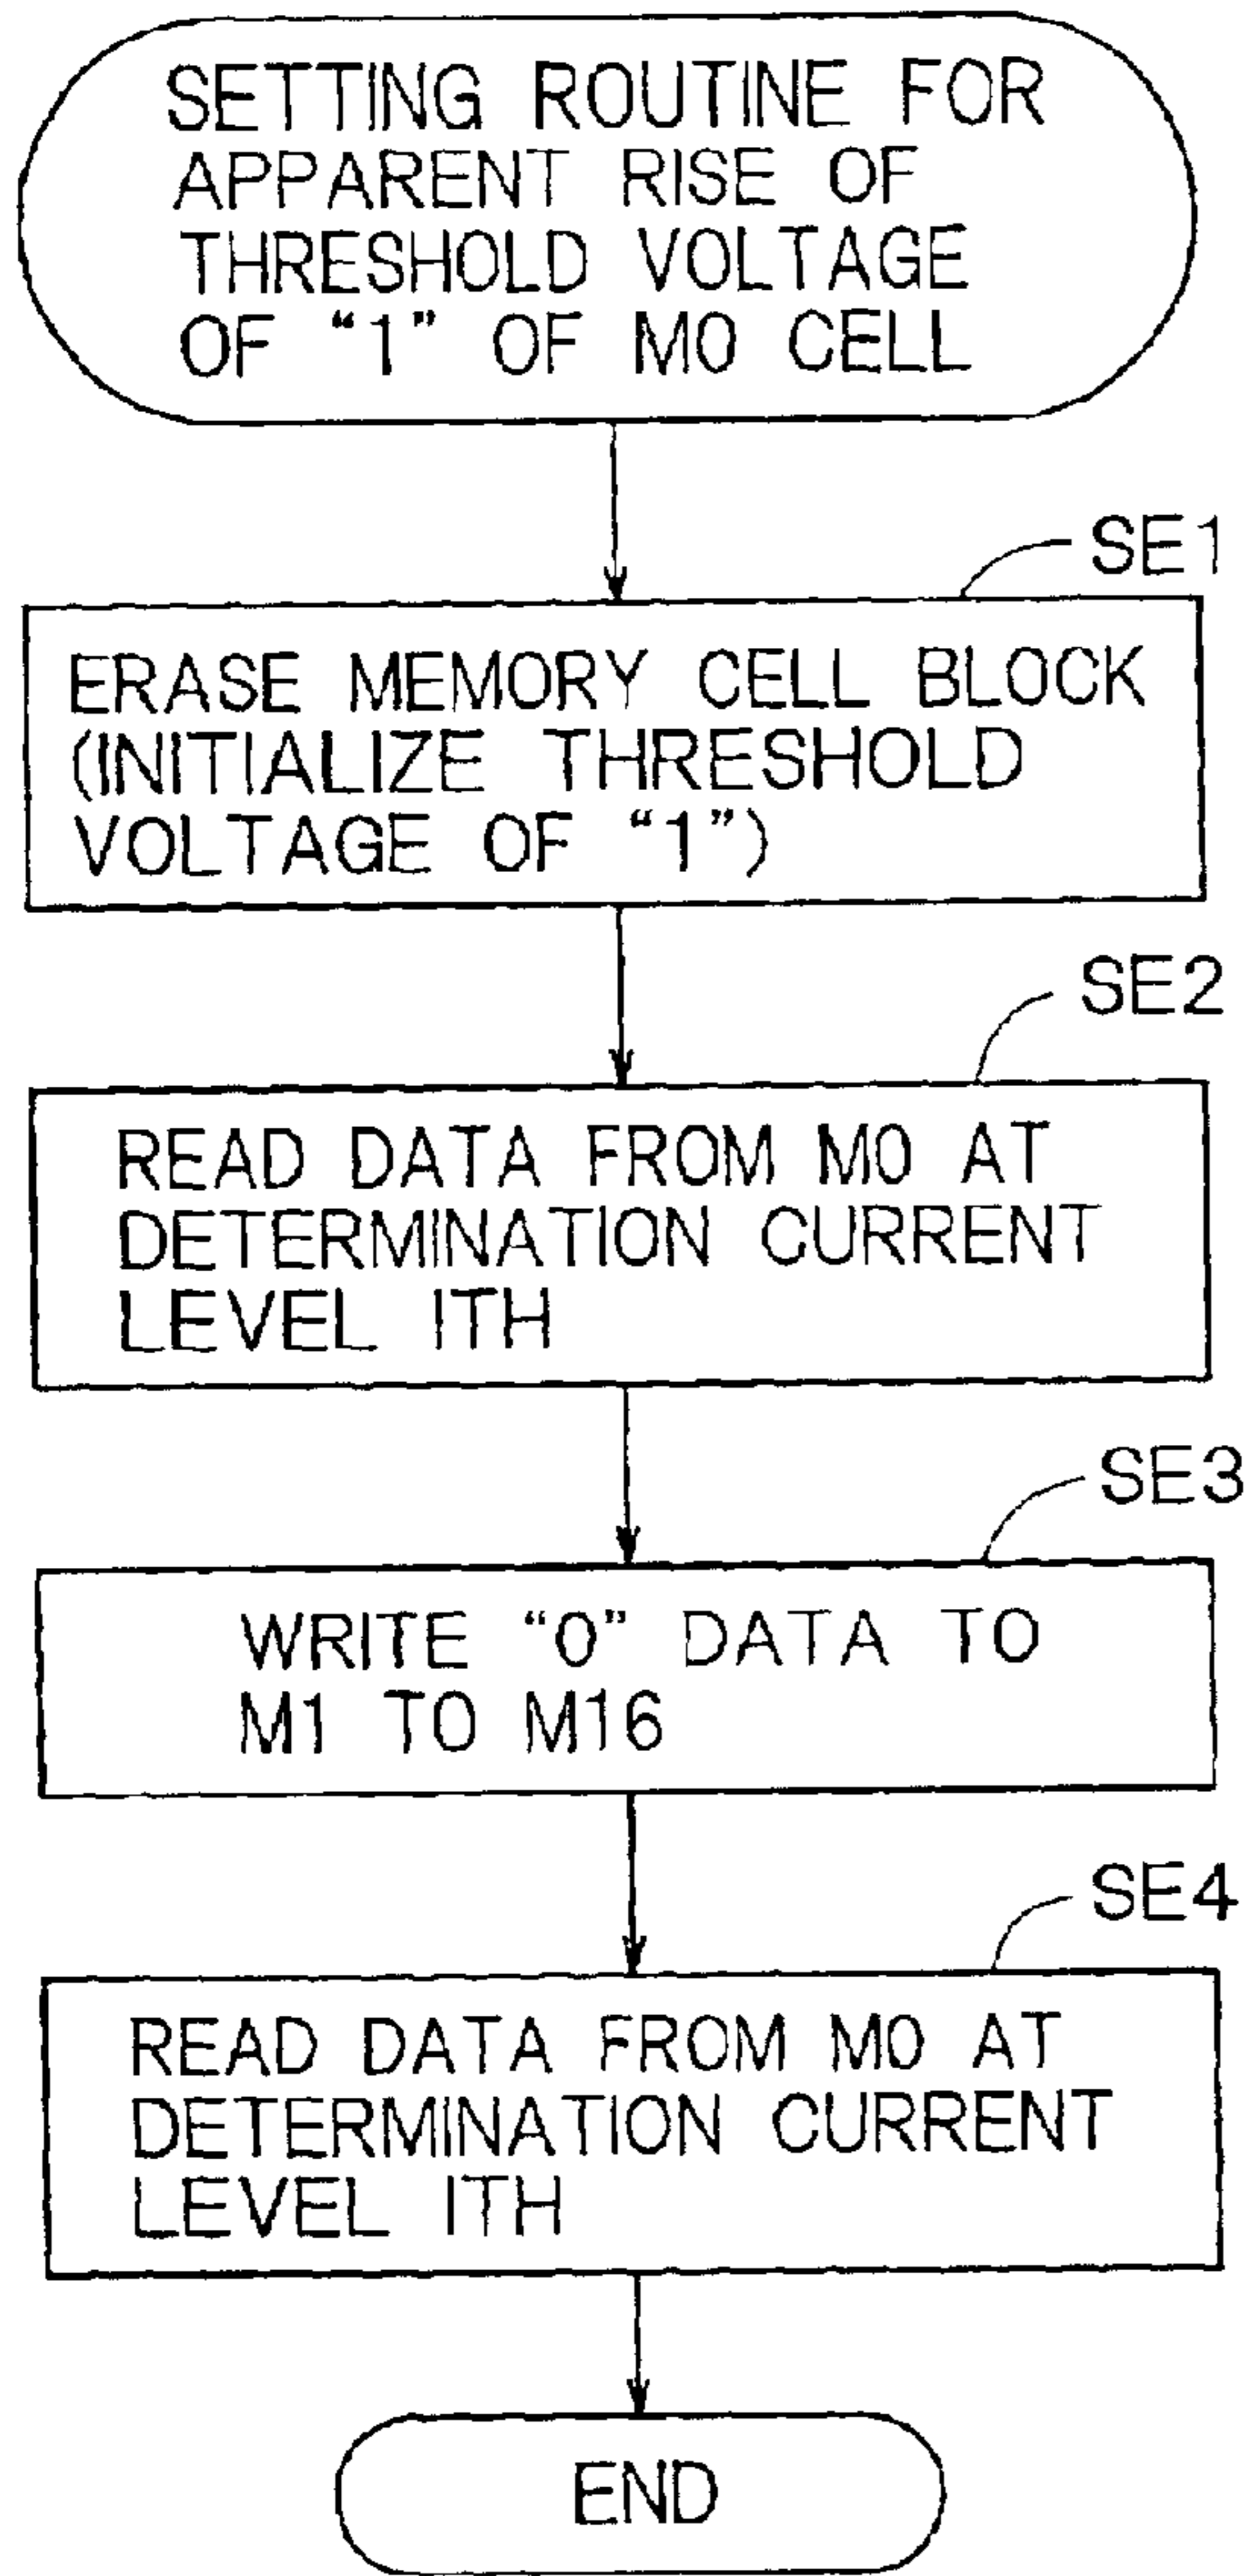 SETTING ROUTINE FOR
APPARENT RISE OF
THRESHOLD VOLTAGE
OF “1” OF M0 CELL
SE1
ERASE MEMORY CELL BLOCK
(INITIALIZE THRESHOLD
VOLTAGE OF “1”)
SE2
READ DATA FROM M0 AT
DETERMINATION CURRENT
LEVEL ITH
SE3
WRITE “0” DATA TO
M1 TO M16
SE4
READ DATA FROM M0 AT
DETERMINATION CURRENT
LEVEL ITH
END